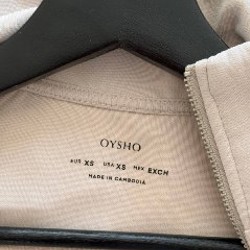 OYSHO
EUR XS USA XS MEX EXCH
MADE IN CAMBODIA